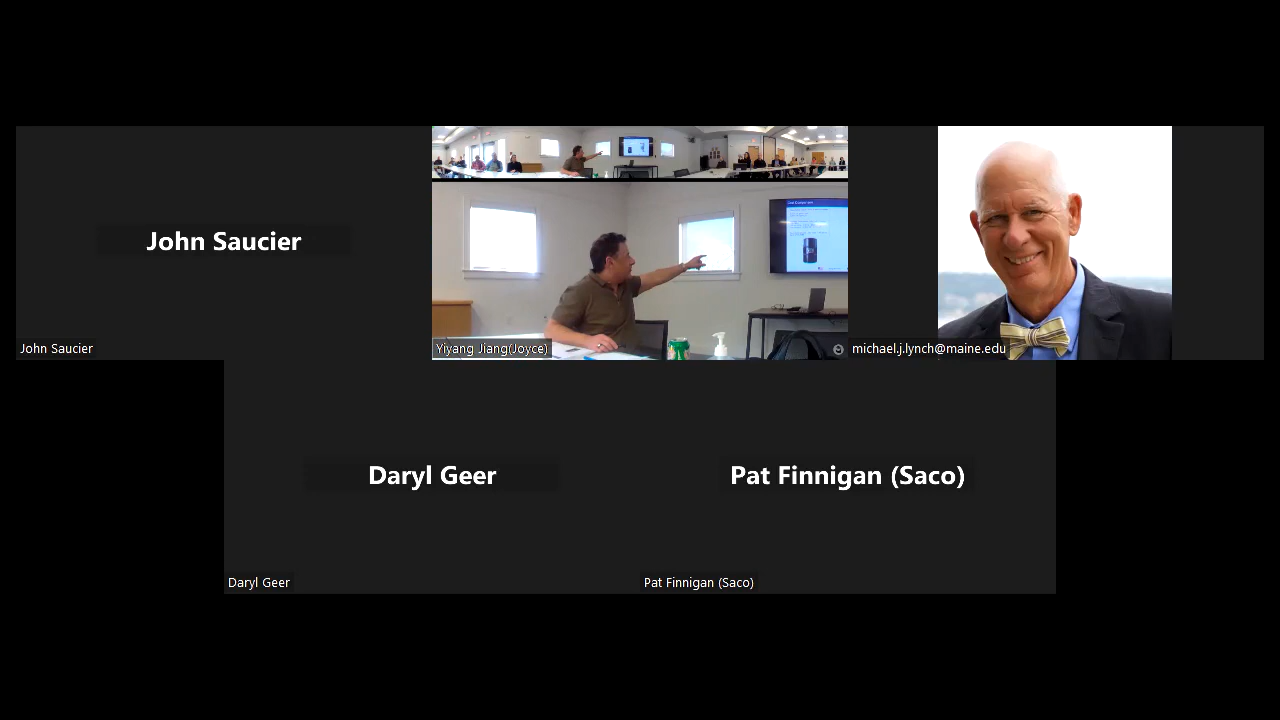 John Saucier
John Saucier
Yiyang Jiang(Joyce)
michael.j.lynch@maine.edu
Daryl Geer
Pat Finnigan (Saco)
Daryl Geer
Pat Finnigan (Saco)